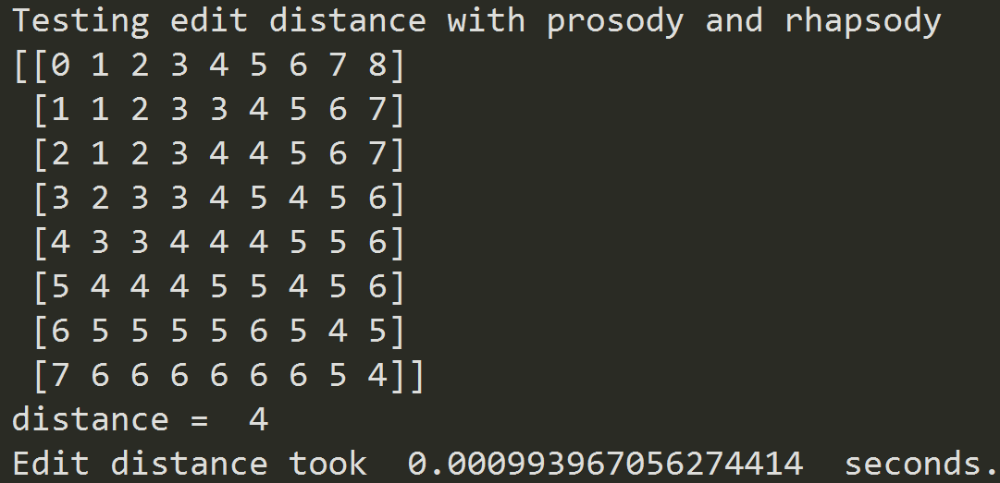 Testing edit distance with prosody and rhapsody
[[0 1 2 3 4 5 6 7 8]
 [1 1 2 3 3 4 5 6 7]
 [2 1 2 3 4 4 5 6 7]
 [3 2 3 3 4 5 4 5 6]
 [4 3 3 4 4 4 5 5 6]
 [5 4 4 4 5 5 4 5 6]
 [6 5 5 5 5 6 5 4 5]
 [7 6 6 6 6 6 6 5 4]]
distance =  4
Edit distance took  0.000993967056274414  seconds.